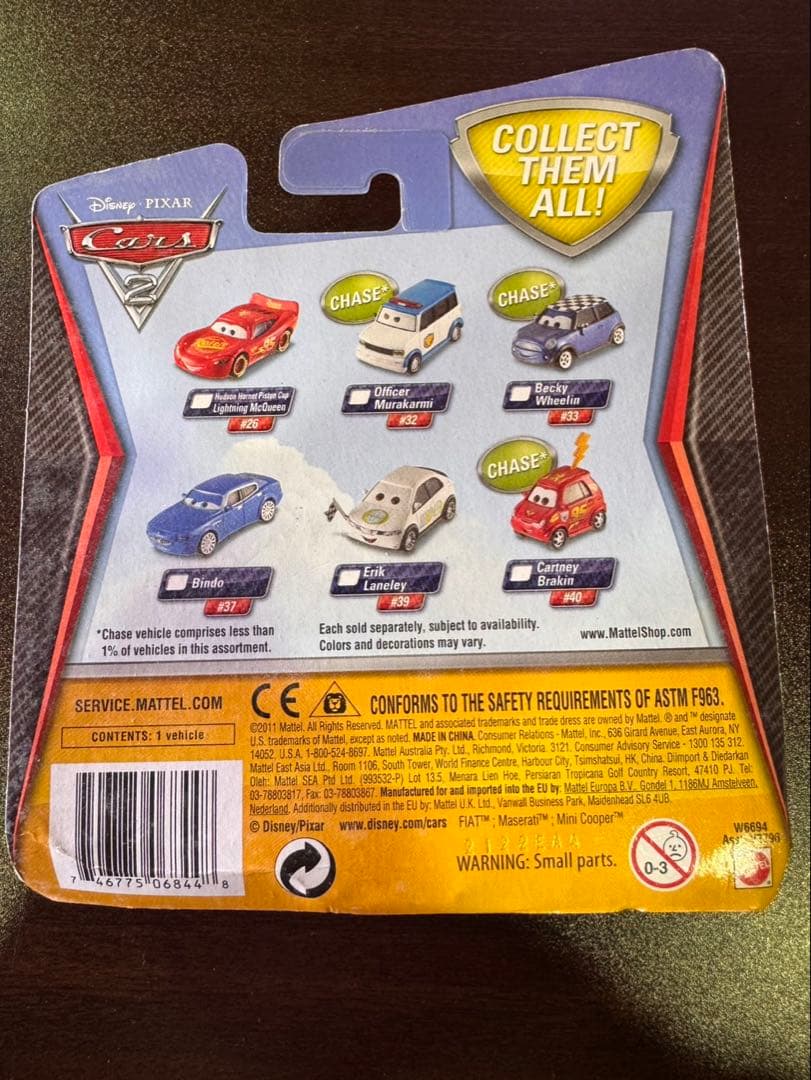 COLLECT
THEM
ALL!
Disney · PIXAR
Cars
2
CHASE*
CHASE*
Hudson Hornet Piston Cup
Lightning McQueen
#26
Officer
Murakarmi
#32
Becky
Wheelin
#33
CHASE*
Bindo
#37
Erik
Laneley
#39
Cartney
Brakin
#40
*Chase vehicle comprises less than
1% of vehicles in this assortment.
Each sold separately, subject to availability.
Colors and decorations may vary.
www.MattelShop.com
SERVICE.MATTEL.COM
CONTENTS: 1 vehicle
CE
CONFORMS TO THE SAFETY REQUIREMENTS OF ASTM F963.
©2011 Mattel. All Rights Reserved. MATTEL and associated trademarks and trade dress are owned by Mattel. ® and ™ designate
U.S. trademarks of Mattel, except as noted. MADE IN CHINA. Consumer Relations - Mattel, Inc., 636 Girard Avenue, East Aurora, NY
14052, U.S.A. 1-800-524-8697. Mattel Australia Pty. Ltd., Richmond, Victoria. 3121. Consumer Advisory Service - 1300 135 312.
Mattel East Asia Ltd., Room 1106, South Tower, World Finance Centre, Harbour City, Tsimshatsui, HK, China. Diimport & Diedarkan
Oleh: Mattel SEA Ptd Ltd. (993532-P) Lot 13.5, Menara Lien Hoe, Persiaran Tropicana Golf Country Resort, 47410 PJ. Tel:
03-78803817, Fax: 03-78803867. Manufactured for and imported into the EU by: Mattel Europa B.V., Gondel 1, 1186MJ Amstelveen,
Nederland. Additionally distributed in the EU by: Mattel U.K. Ltd., Vanwall Business Park, Maidenhead SL6 4UB.
© Disney/Pixar www.disney.com/cars FIAT™; Maserati™; Mini Cooper™
WARNING: Small parts.
0-3
W6694
7 46775 06844 8